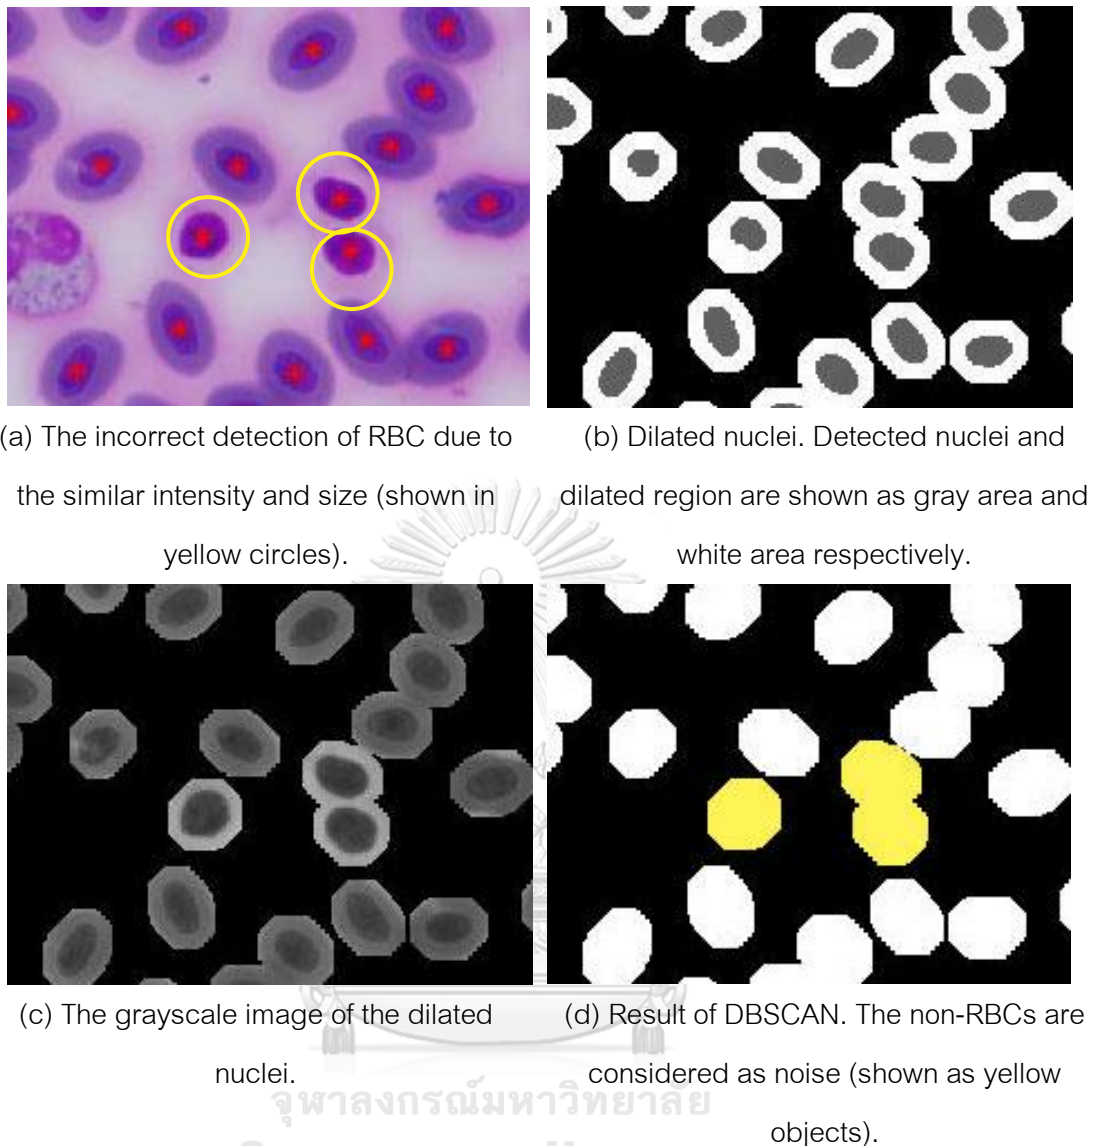 (a) The incorrect detection of RBC due to
the similar intensity and size (shown in
yellow circles).
(b) Dilated nuclei. Detected nuclei and
dilated region are shown as gray area and
white area respectively.
(c) The grayscale image of the dilated
nuclei.
(d) Result of DBSCAN. The non-RBCs are
considered as noise (shown as yellow
objects).
จุฬาลงกรณ์มหาวิทยาลัย